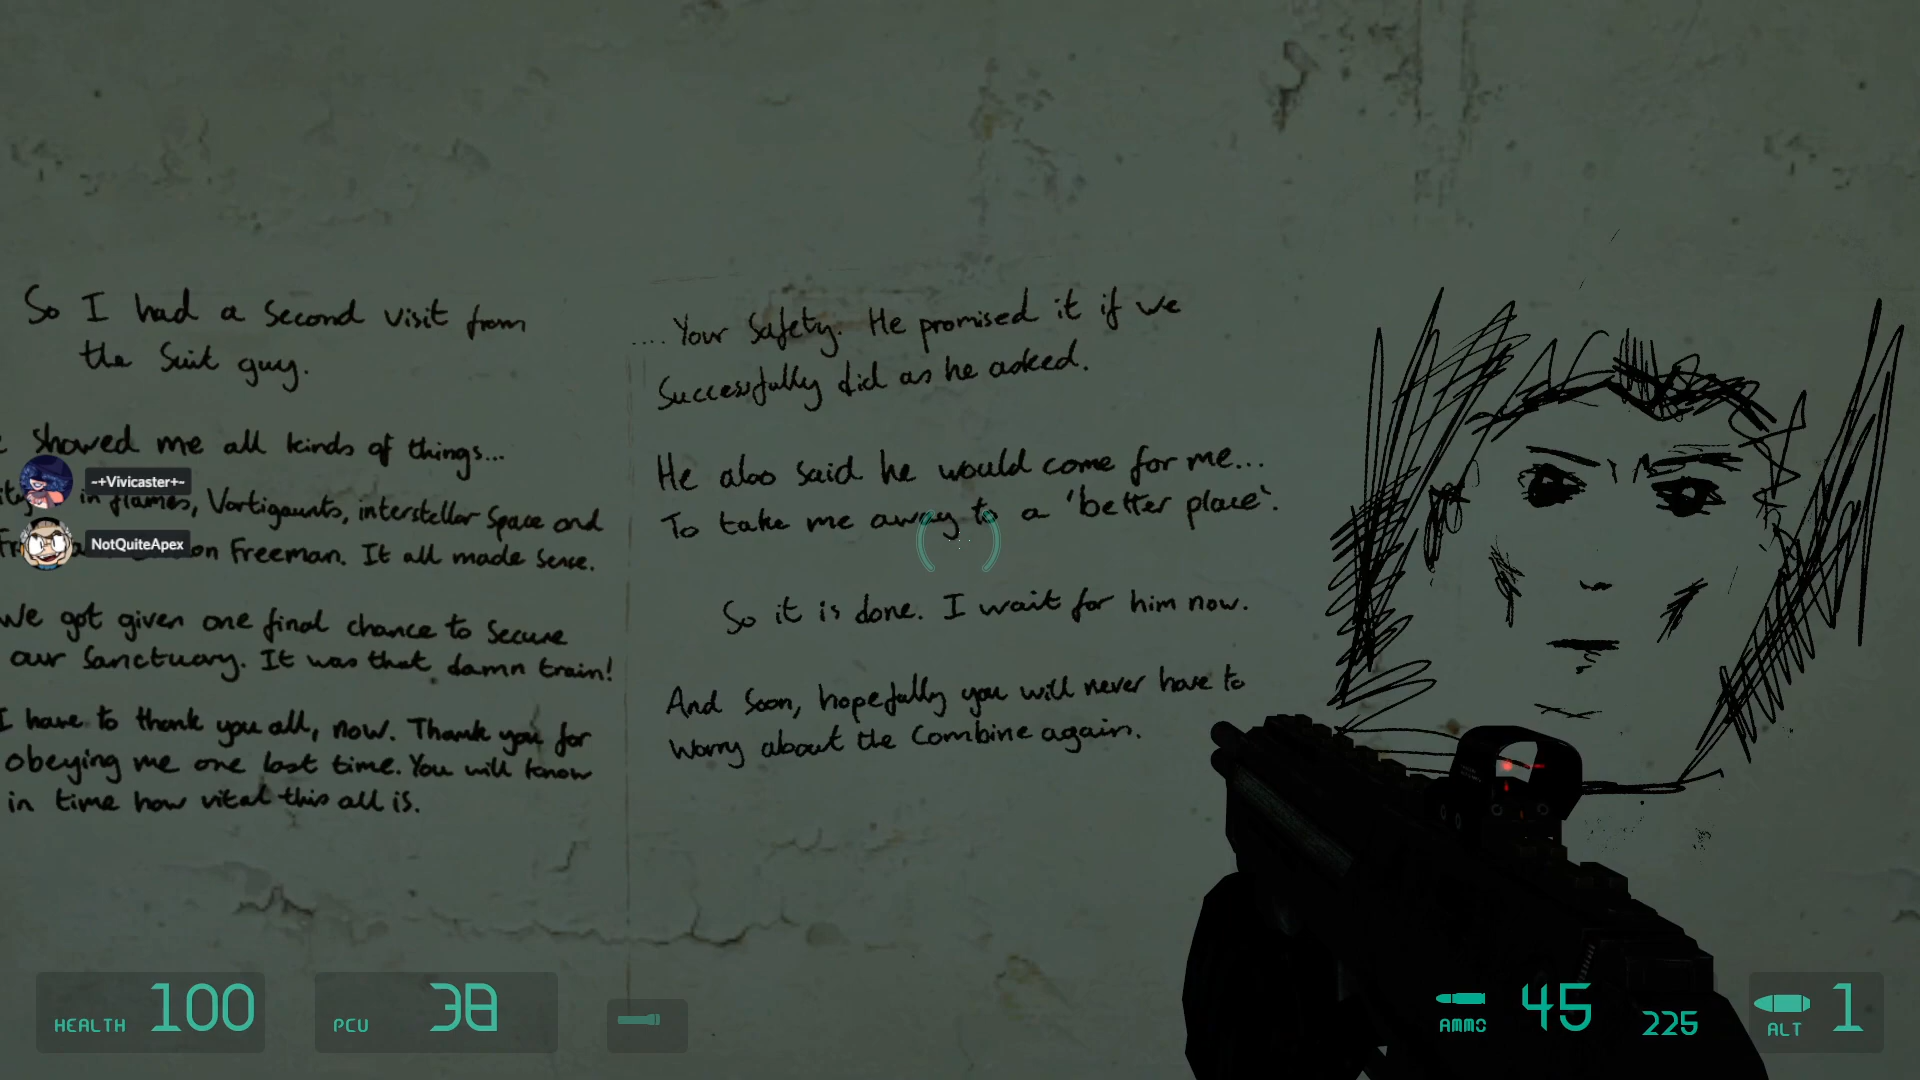 So I had a second visit from
the Suit guy.
showed me all kinds of things...
in flames, Vortigaunts, interstellar Space and
on Freeman. It all made sence.
We got given one final chance to Secure
our Sanctuary. It was that damn train!
I have to thank you all, now. Thank you for
obeying me one last time. You will know
in time how vital this all is.
.... Your Safety. He promised it if we
Successfully did as he asked.
He also said he would come for me...
To take me away to a 'better place'.
So it is done. I wait for him now.
And Soon, hopefully you will never have to
Worry about the Combine again.
-+Vivicaster+-
NotQuiteApex
HEALTH 100
PCU 38
AMMO 45 225
ALT 1